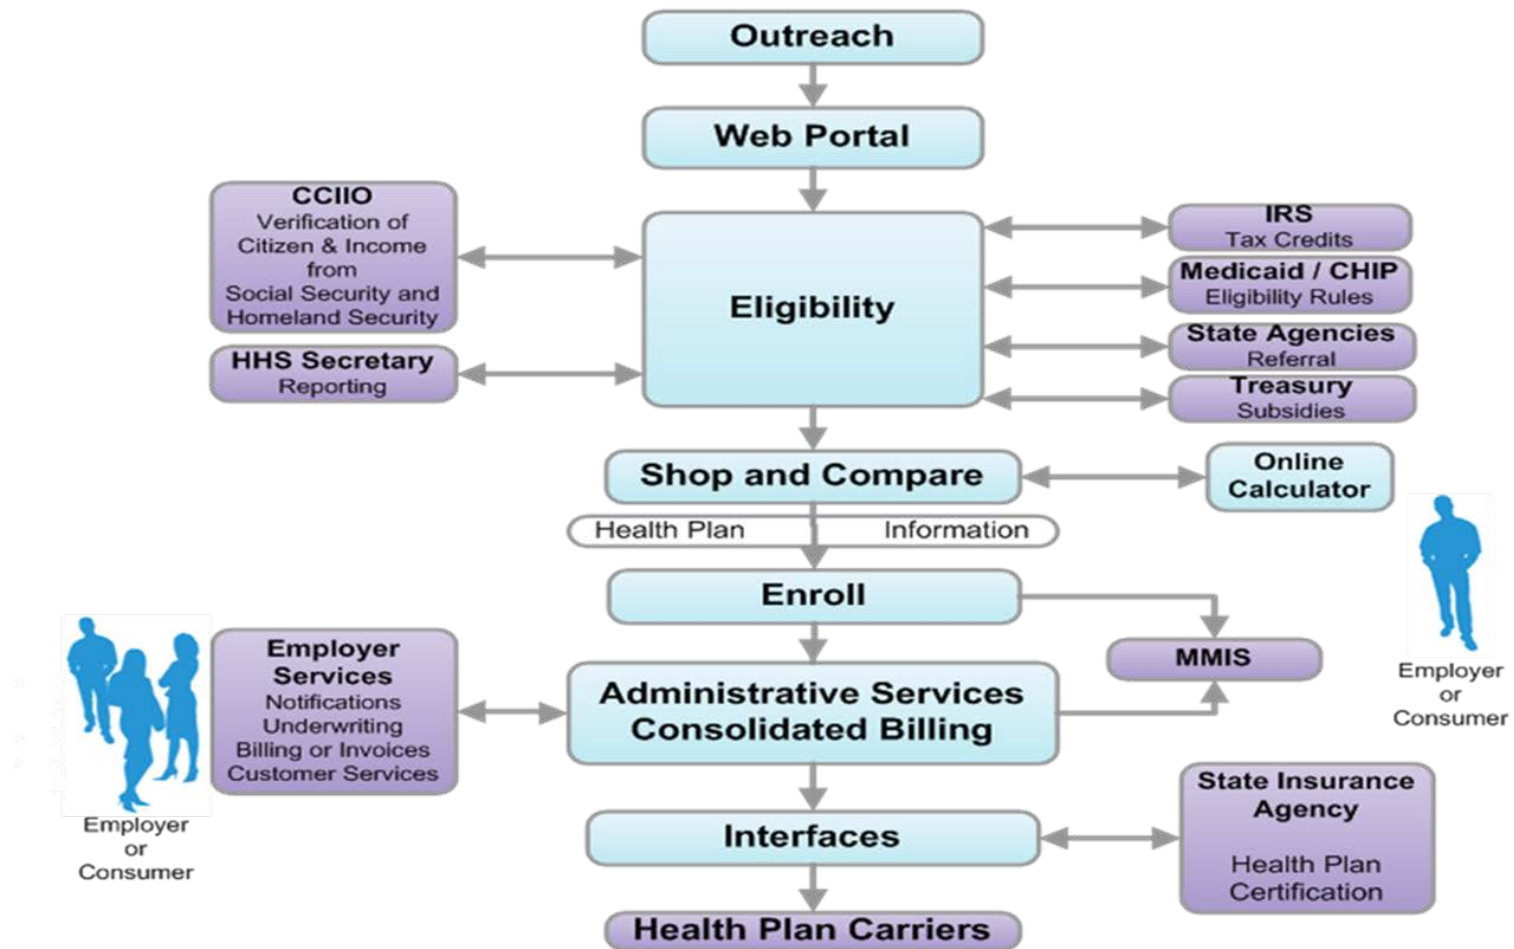 Outreach
Web Portal
CCIIO
Verification of
Citizen & Income
from
Social Security and
Homeland Security
HHS Secretary
Reporting
Eligibility
IRS
Tax Credits
Medicaid / CHIP
Eligibility Rules
State Agencies
Referral
Treasury
Subsidies
Shop and Compare
Online
Calculator
Health Plan Information
Enroll
MMIS
Employer
or
Consumer
Employer
Services
Notifications
Underwriting
Billing or Invoices
Customer Services
Administrative Services
Consolidated Billing
Employer
or
Consumer
Interfaces
State Insurance
Agency
Health Plan
Certification
Health Plan Carriers